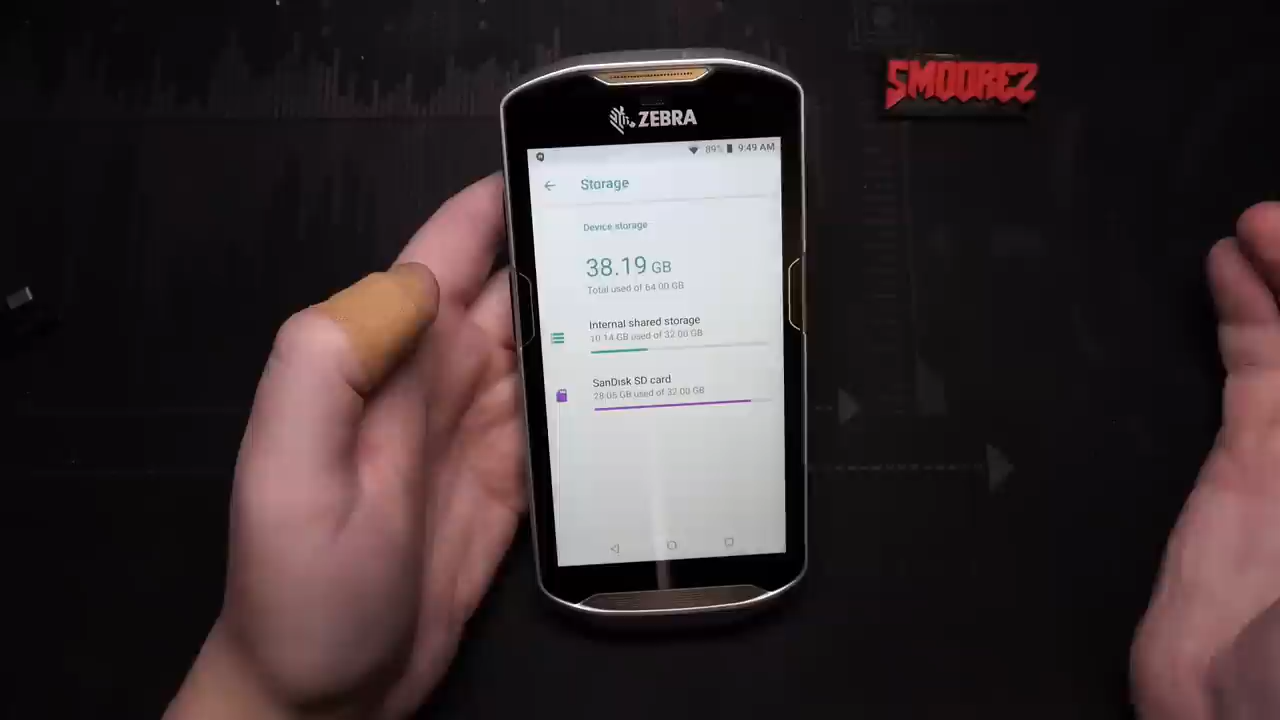 SMOOREZ
ZEBRA
89% 9:49 AM
Storage
Device storage
38.19 GB
Total used of 64.00 GB
Internal shared storage
10.14 GB used of 32.00 GB
SanDisk SD card
28.05 GB used of 32.00 GB